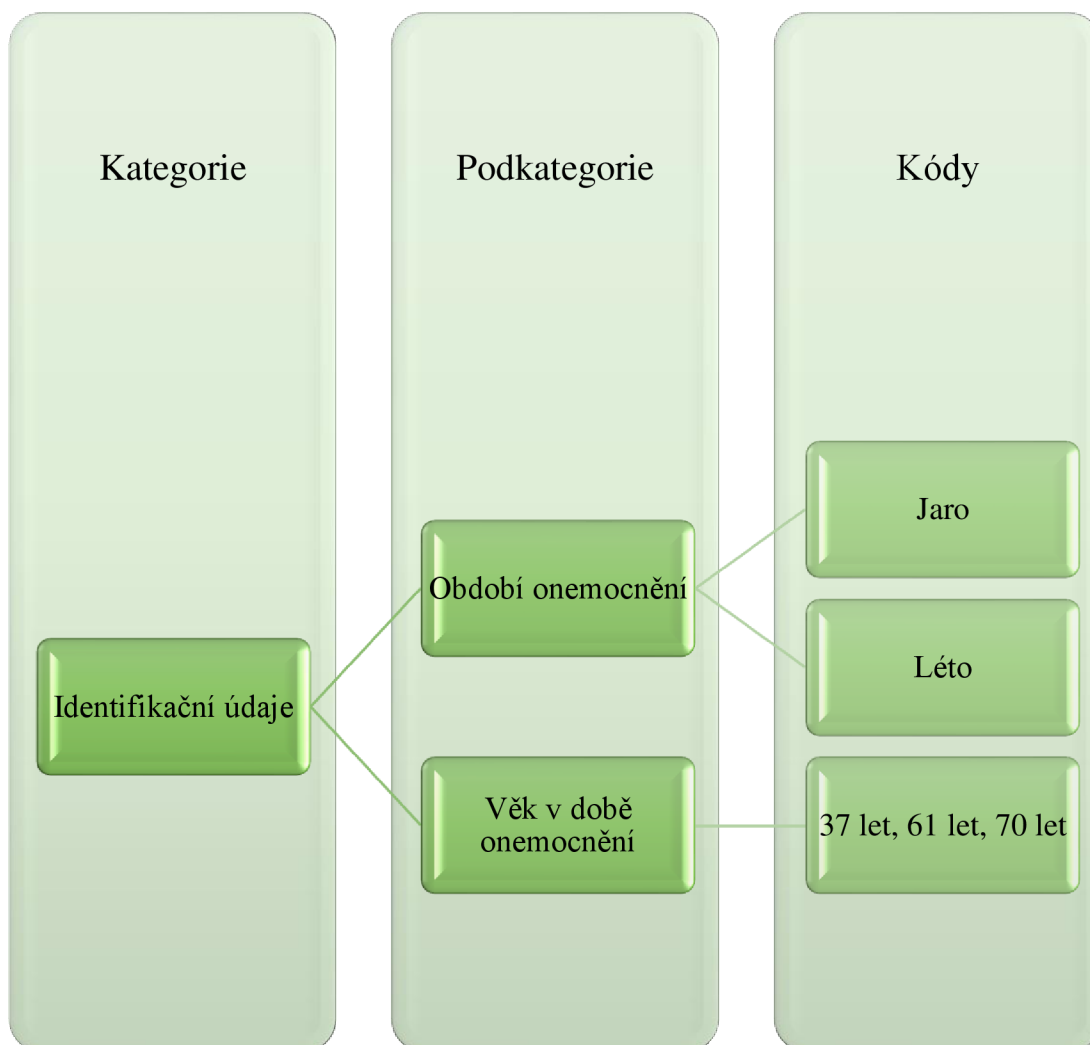 Kategorie
Podkategorie
Kódy
Identifikační údaje
Období onemocnění
Jaro
Léto
Věk v době
onemocnění
37 let, 61 let, 70 let